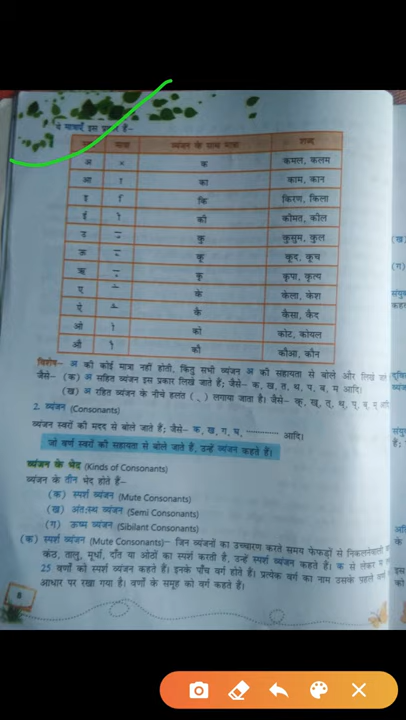 ये मात्राएँ इस प्रकार हैं-
मात्रा व्यंजन के साथ मात्रा शब्द
अ × क कमल, कलम
आ ा का काम, कान
इ ि कि किरण, किला
ई ी की कीमत, कील
उ ु कु कुसुम, कुल
ऊ ू कू कूद, कूच
ऋ ृ कृ कृपा, कृत्य
ए े के केला, केश
ऐ ै कै कैसा, कैद
ओ ो को कोट, कोयल
औ ौ कौ कौआ, कौन
विशेष- अ की कोई मात्रा नहीं होती, किंतु सभी व्यंजन अ की सहायता से बोले और लिखे जाते
जैसे- (क) अ सहित व्यंजन इस प्रकार लिखे जाते हैं; जैसे- क, ख, त, थ, प, ब, म आदि।
(ख) अ रहित व्यंजन के नीचे हलंत ( ् ) लगाया जाता है। जैसे- क्, ख्, त्, थ्, प्, ब्, म् आदि
2. व्यंजन (Consonants)
व्यंजन स्वरों की मदद से बोले जाते हैं; जैसे- क, ख, ग, घ, ............... आदि।
जो वर्ण स्वरों की सहायता से बोले जाते हैं, उन्हें व्यंजन कहते हैं।
व्यंजन के भेद (Kinds of Consonants)
व्यंजन के तीन भेद होते हैं-
(क) स्पर्श व्यंजन (Mute Consonants)
(ख) अंतःस्थ व्यंजन (Semi Consonants)
(ग) ऊष्म व्यंजन (Sibilant Consonants)
(क) स्पर्श व्यंजन (Mute Consonants)- जिन व्यंजनों का उच्चारण करते समय फेफड़ों से निकलनेवाली
कंठ, तालु, मूर्धा, दाँत या ओठों का स्पर्श करती है, उन्हें स्पर्श व्यंजन कहते हैं। क से लेकर म
25 वर्णों को स्पर्श व्यंजन कहते हैं। इनके पाँच वर्ग होते हैं। प्रत्येक वर्ग का नाम उसके पहले वर्ण
आधार पर रखा गया है। वर्णों के समूह को वर्ग कहते हैं।
8
(ख)
(ग)